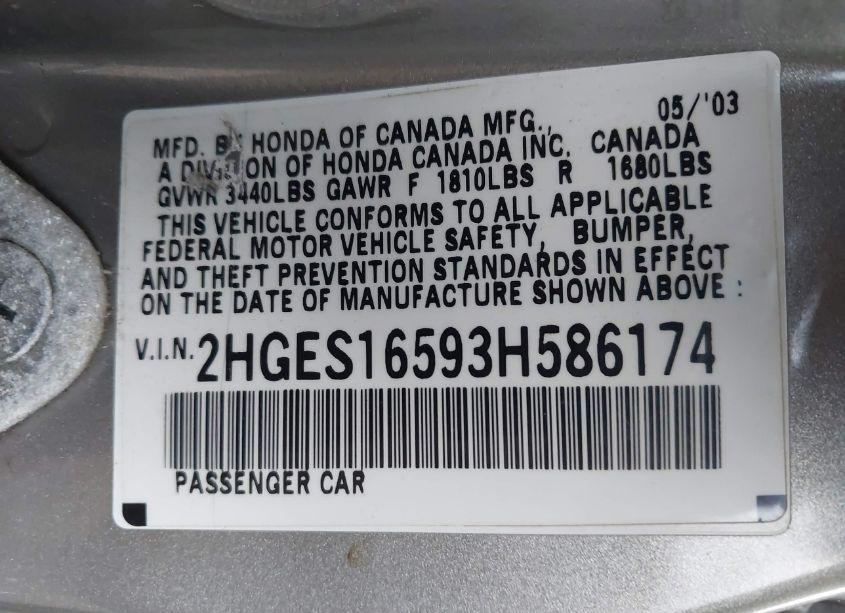 05/'03
MFD. BY HONDA OF CANADA MFG.,
A DIVISION OF HONDA CANADA INC. CANADA
GVWR 3440LBS GAWR F 1810LBS R 1680LBS
THIS VEHICLE CONFORMS TO ALL APPLICABLE
FEDERAL MOTOR VEHICLE SAFETY, BUMPER,
AND THEFT PREVENTION STANDARDS IN EFFECT
ON THE DATE OF MANUFACTURE SHOWN ABOVE :
V.I.N. 2HGES16593H586174
PASSENGER CAR